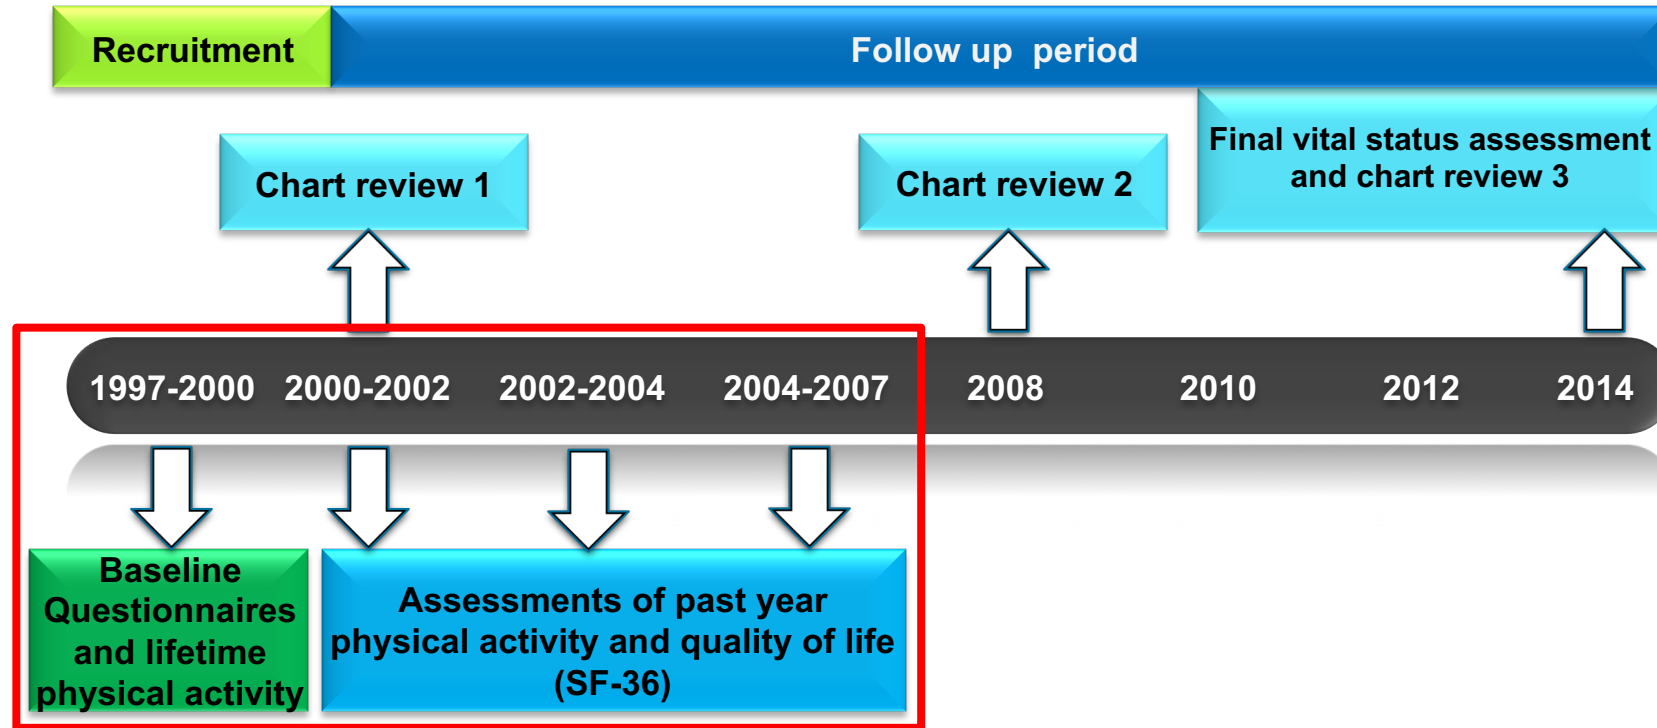 Recruitment
Follow up period
Chart review 1
Chart review 2
Final vital status assessment
and chart review 3
1997-2000 2000-2002 2002-2004 2004-2007 2008 2010 2012 2014
Baseline
Questionnaires
and lifetime
physical activity
Assessments of past year
physical activity and quality of life
(SF-36)